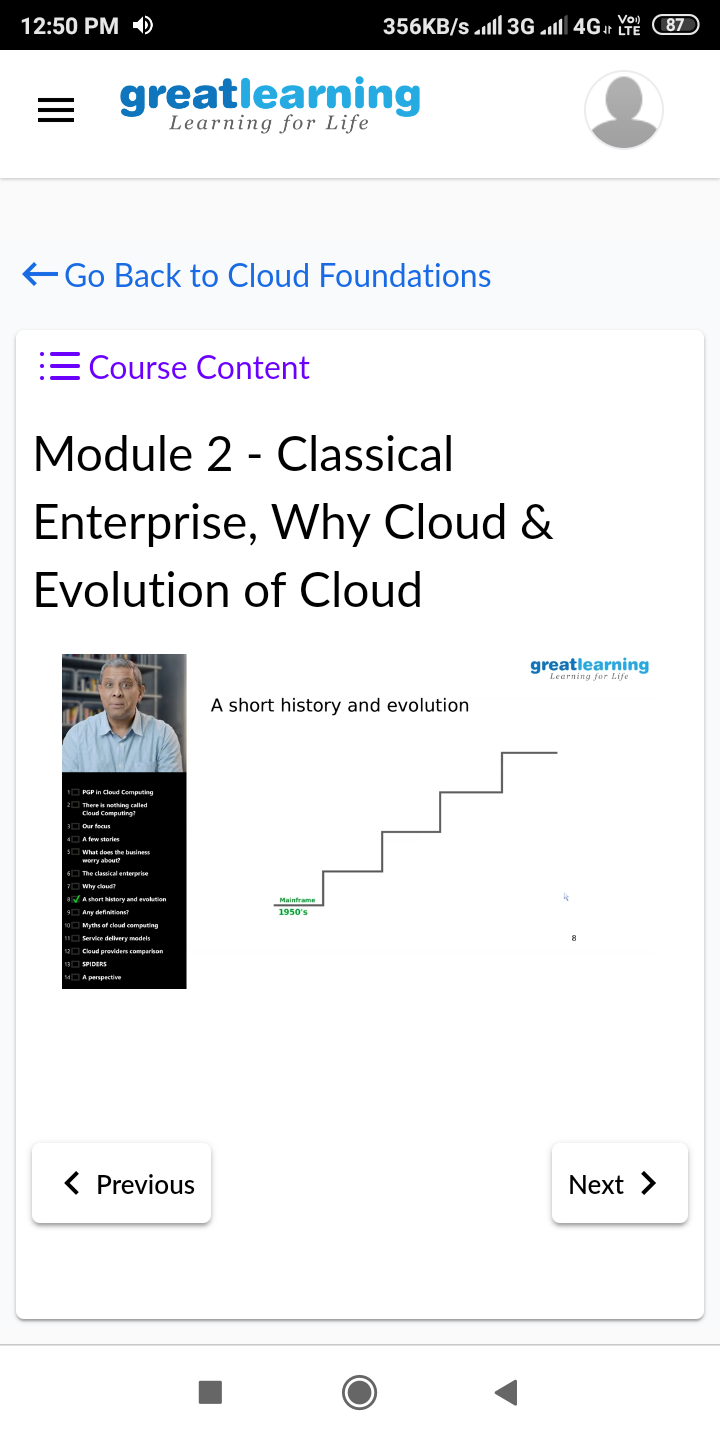 12:50 PM 356KB/s 3G 4G Vo)) LTE 87
greatlearning
Learning for Life
Go Back to Cloud Foundations
Course Content
Module 2 - Classical
Enterprise, Why Cloud &
Evolution of Cloud
greatlearning
Learning for Life
A short history and evolution
1 PGP in Cloud Computing
2 There is nothing called
Cloud Computing?
3 Our focus
4 A few stories
5 What does the business
worry about?
6 The classical enterprise
7 Why cloud?
8 A short history and evolution
9 Any definitions?
10 Myths of cloud computing
11 Service delivery models
12 Cloud providers comparison
13 SPIDERS
14 A perspective
Mainframe
1950's
8
Previous
Next